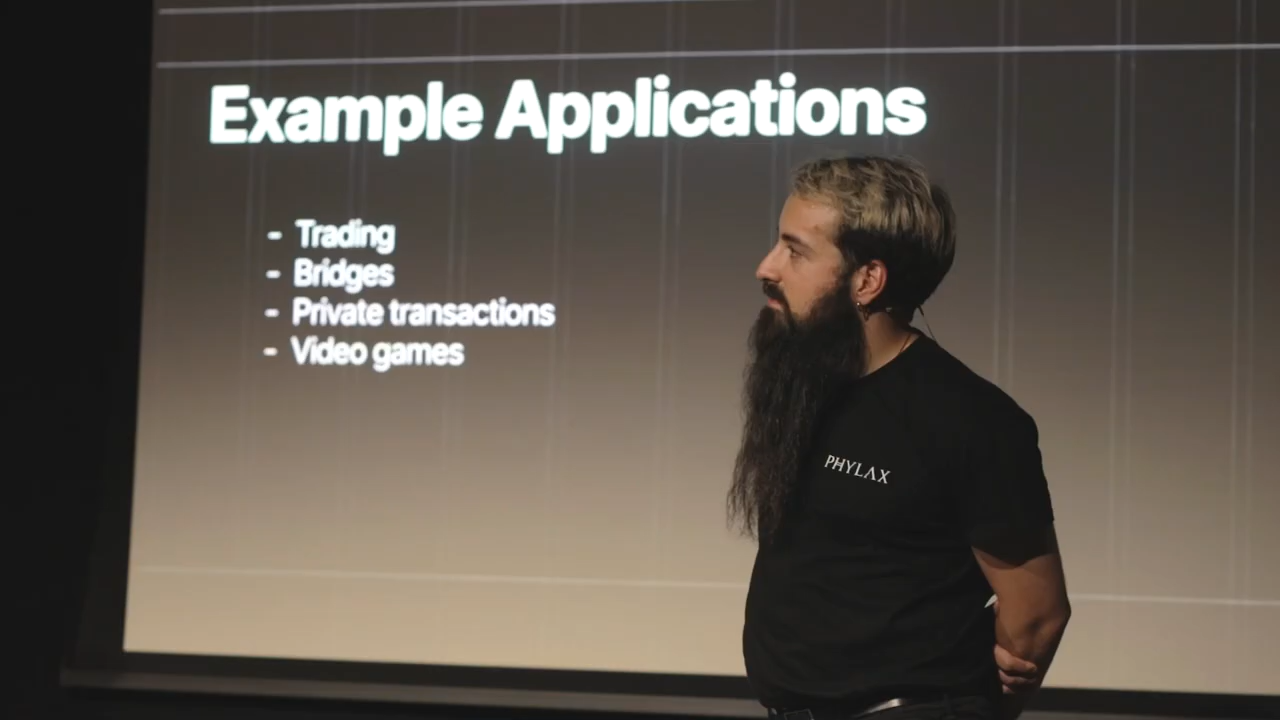 Example Applications
- Trading
- Bridges
- Private transactions
- Video games
PHYLAX